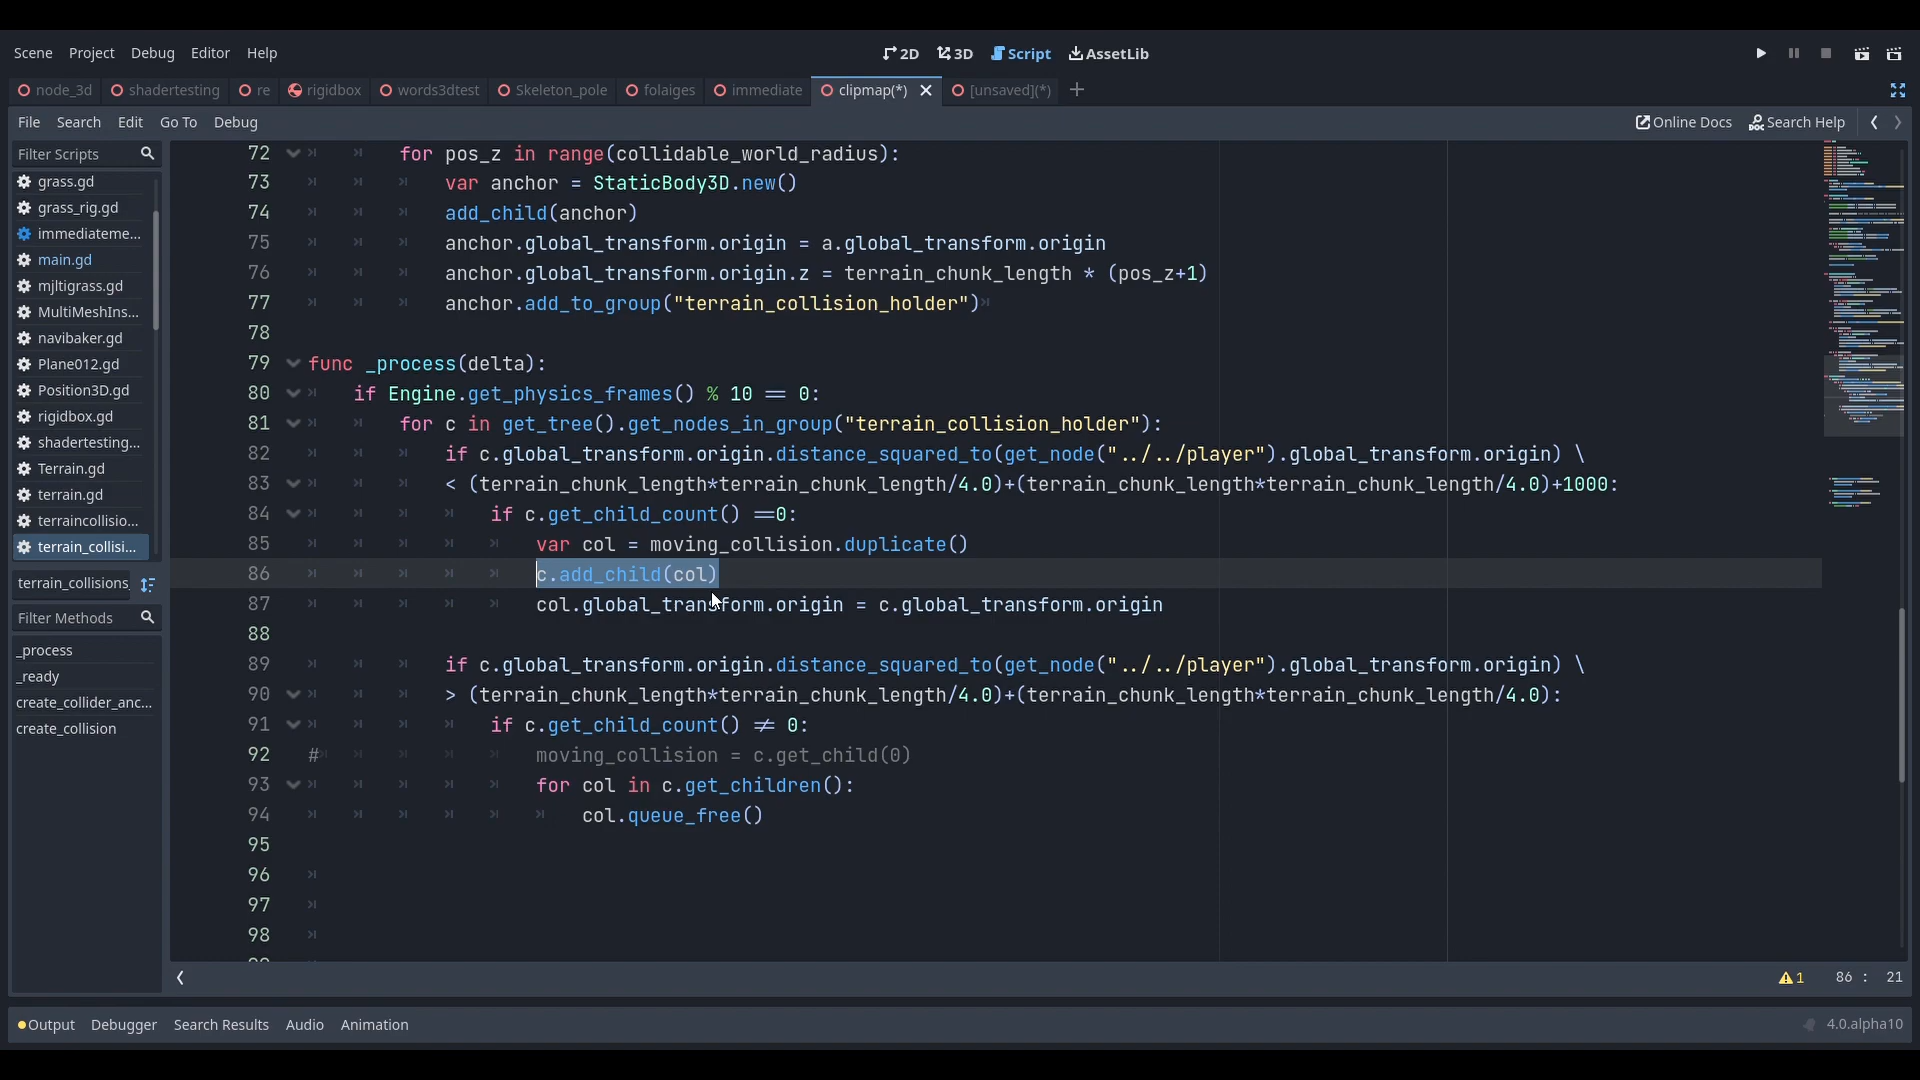 Scene Project Debug Editor Help
2D 3D Script AssetLib
node_3d shadertesting re rigidbox words3dtest Skeleton_pole folaiges immediate clipmap(*) [unsaved](*)
File Search Edit Go To Debug
Online Docs Search Help
Filter Scripts
grass.gd
grass_rig.gd
immediateme...
main.gd
mjltigrass.gd
MultiMeshIns...
navibaker.gd
Plane012.gd
Position3D.gd
rigidbox.gd
shadertesting...
Terrain.gd
terrain.gd
terraincollisio...
terrain_collisi...
terrain_collisions_
Filter Methods
_process
_ready
create_collider_anc...
create_collision
72 for pos_z in range(collidable_world_radius):
73 var anchor = StaticBody3D.new()
74 add_child(anchor)
75 anchor.global_transform.origin = a.global_transform.origin
76 anchor.global_transform.origin.z = terrain_chunk_length * (pos_z+1)
77 anchor.add_to_group("terrain_collision_holder")
78
79 func _process(delta):
80 if Engine.get_physics_frames() % 10 == 0:
81 for c in get_tree().get_nodes_in_group("terrain_collision_holder"):
82 if c.global_transform.origin.distance_squared_to(get_node("../../player").global_transform.origin) \
83 < (terrain_chunk_length*terrain_chunk_length/4.0)+(terrain_chunk_length*terrain_chunk_length/4.0)+1000:
84 if c.get_child_count() ==0:
85 var col = moving_collision.duplicate()
86 c.add_child(col)
87 col.global_transform.origin = c.global_transform.origin
88
89 if c.global_transform.origin.distance_squared_to(get_node("../../player").global_transform.origin) \
90 > (terrain_chunk_length*terrain_chunk_length/4.0)+(terrain_chunk_length*terrain_chunk_length/4.0):
91 if c.get_child_count() != 0:
92 # moving_collision = c.get_child(0)
93 for col in c.get_children():
94 col.queue_free()
95
96
97
98
1 86 : 21
Output Debugger Search Results Audio Animation
4.0.alpha10